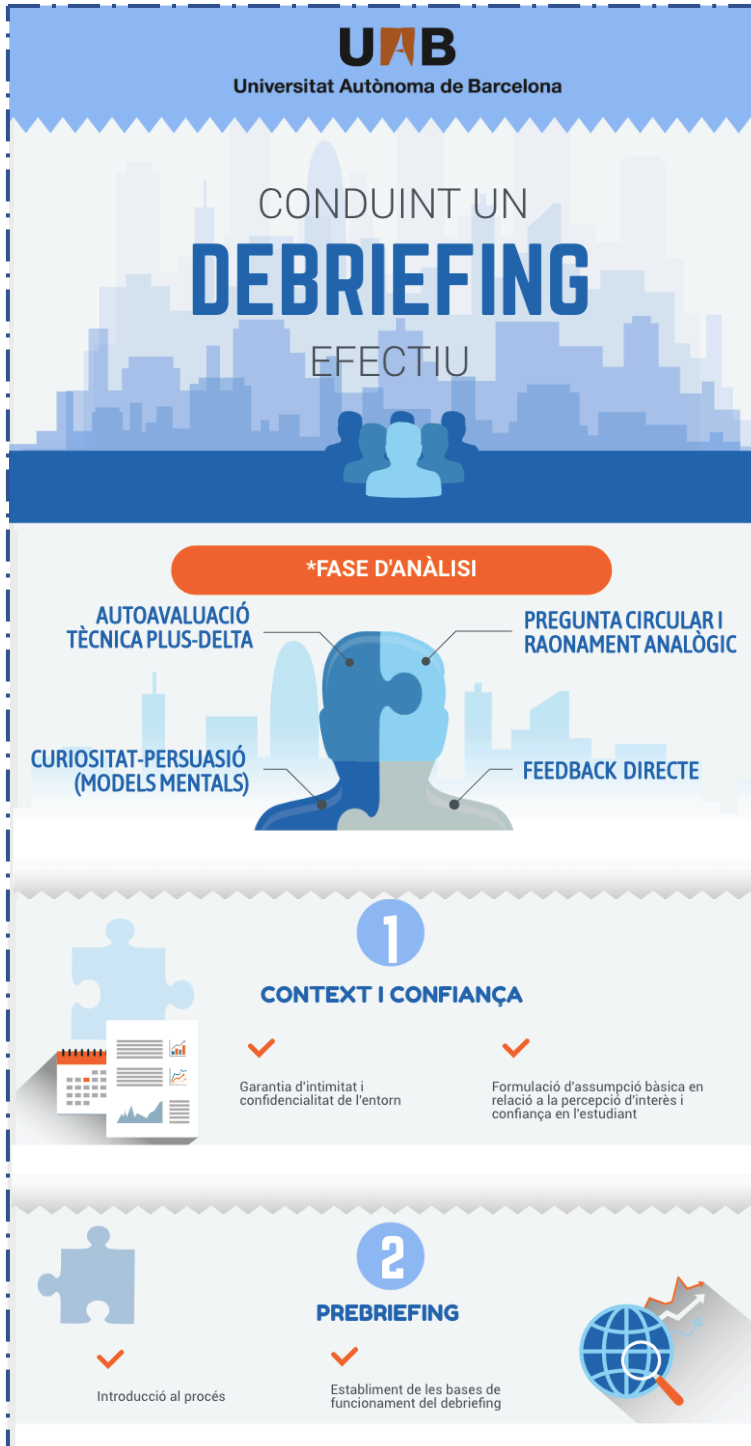 UAB
Universitat Autònoma de Barcelona
CONDUINT UN
DEBRIEFING
EFECTIU
*FASE D'ANÀLISI
AUTOAVALUACIÓ
TÈCNICA PLUS-DELTA
PREGUNTA CIRCULAR I
RAONAMENT ANALÒGIC
CURIOSITAT-PERSUASIÓ
(MODELS MENTALS)
FEEDBACK DIRECTE
1
CONTEXT I CONFIANÇA
Garantia d'intimitat i
confidencialitat de l'entorn
Formulació d'assumpció bàsica en
relació a la percepció d'interès i
confiança en l'estudiant
2
PREBRIEFING
Introducció al procés
Establiment de les bases de
funcionament del debriefing